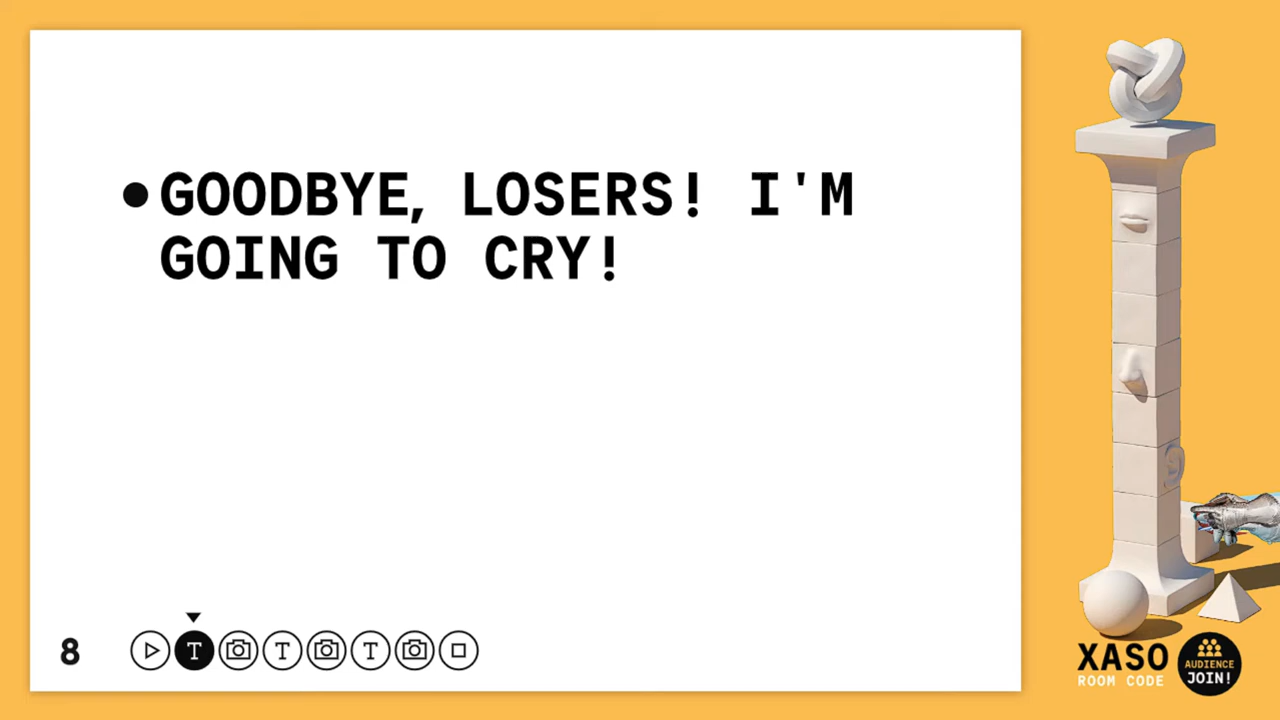 GOODBYE, LOSERS! I'M
GOING TO CRY!
8
T
T
T
XASO
ROOM CODE
AUDIENCE
JOIN!